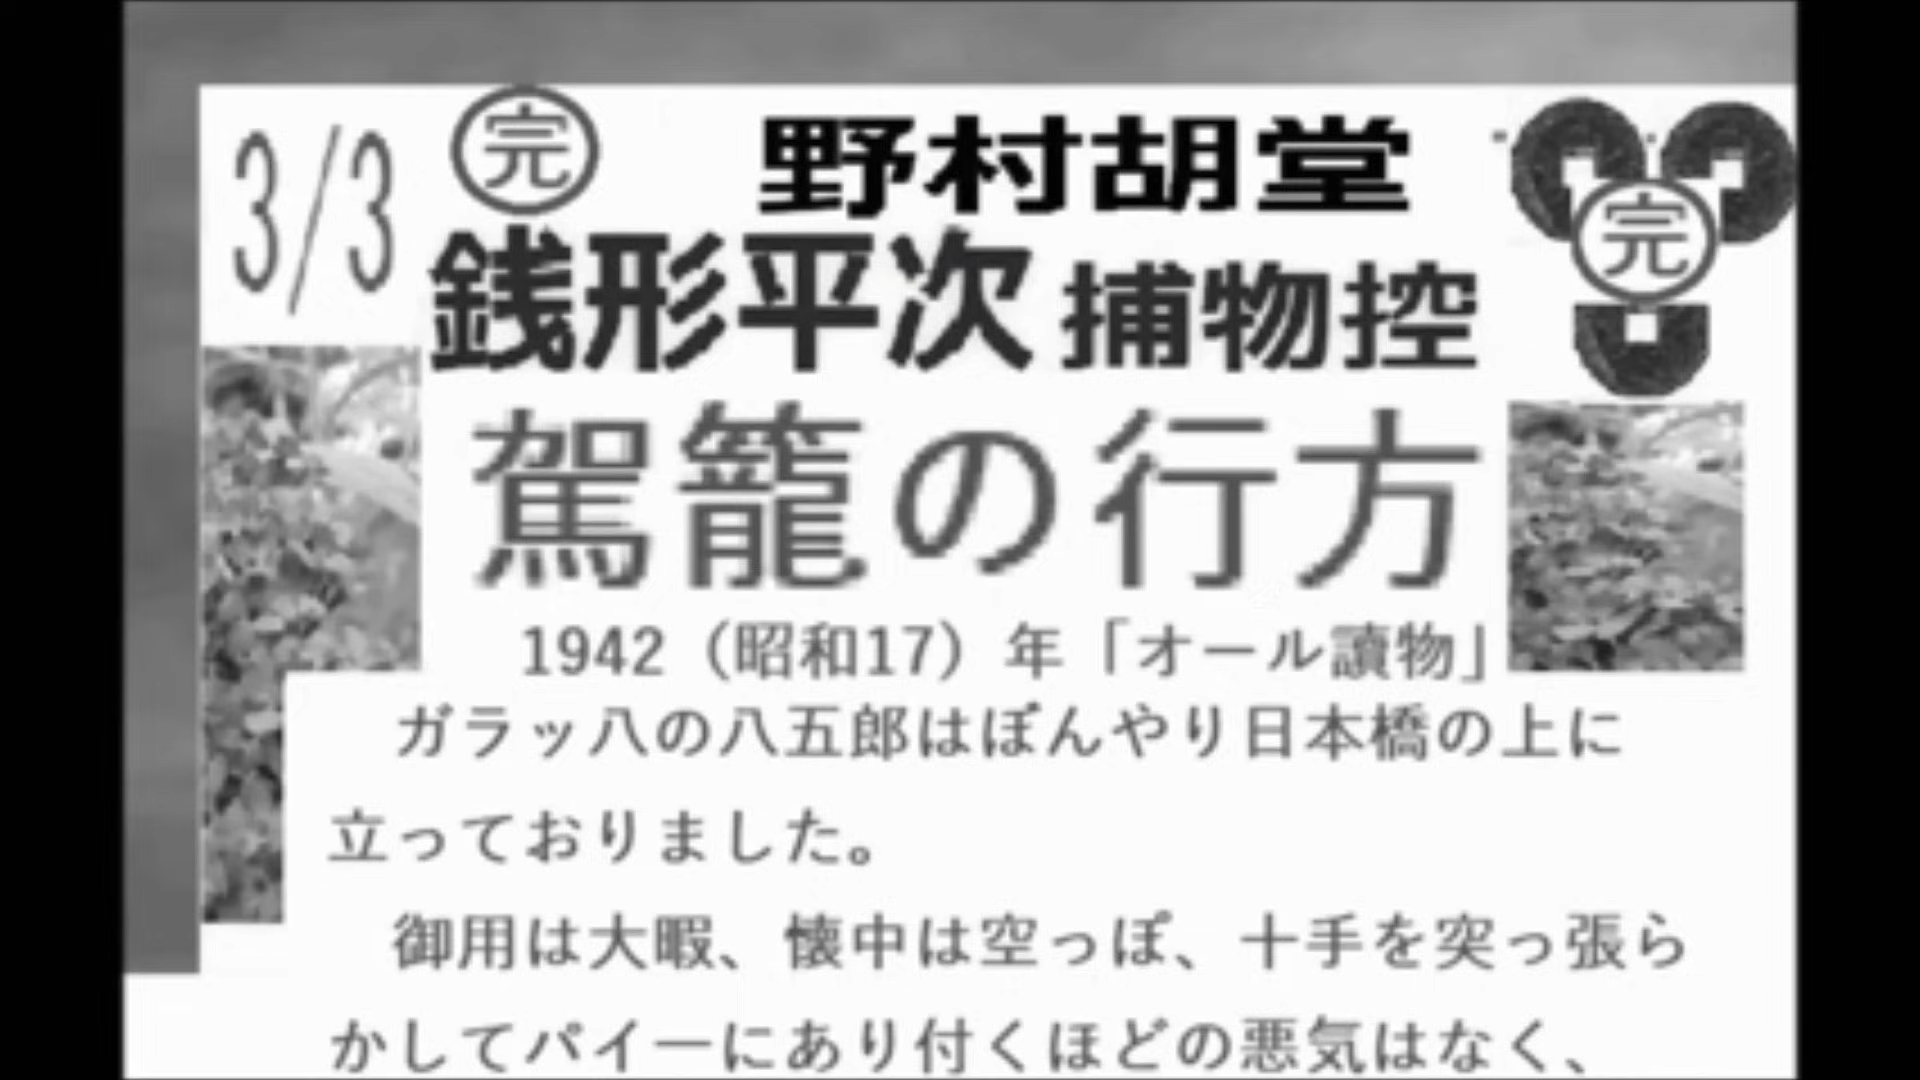 3/3
完
野村胡堂
完
銭形平次 捕物控
駕籠の行方
1942（昭和17）年「オール讀物」
ガラッ八の八五郎はぼんやり日本橋の上に
立っておりました。
御用は大暇、懐中は空っぽ、十手を突っ張ら
かしてパイ一にあり付くほどの悪気はなく、